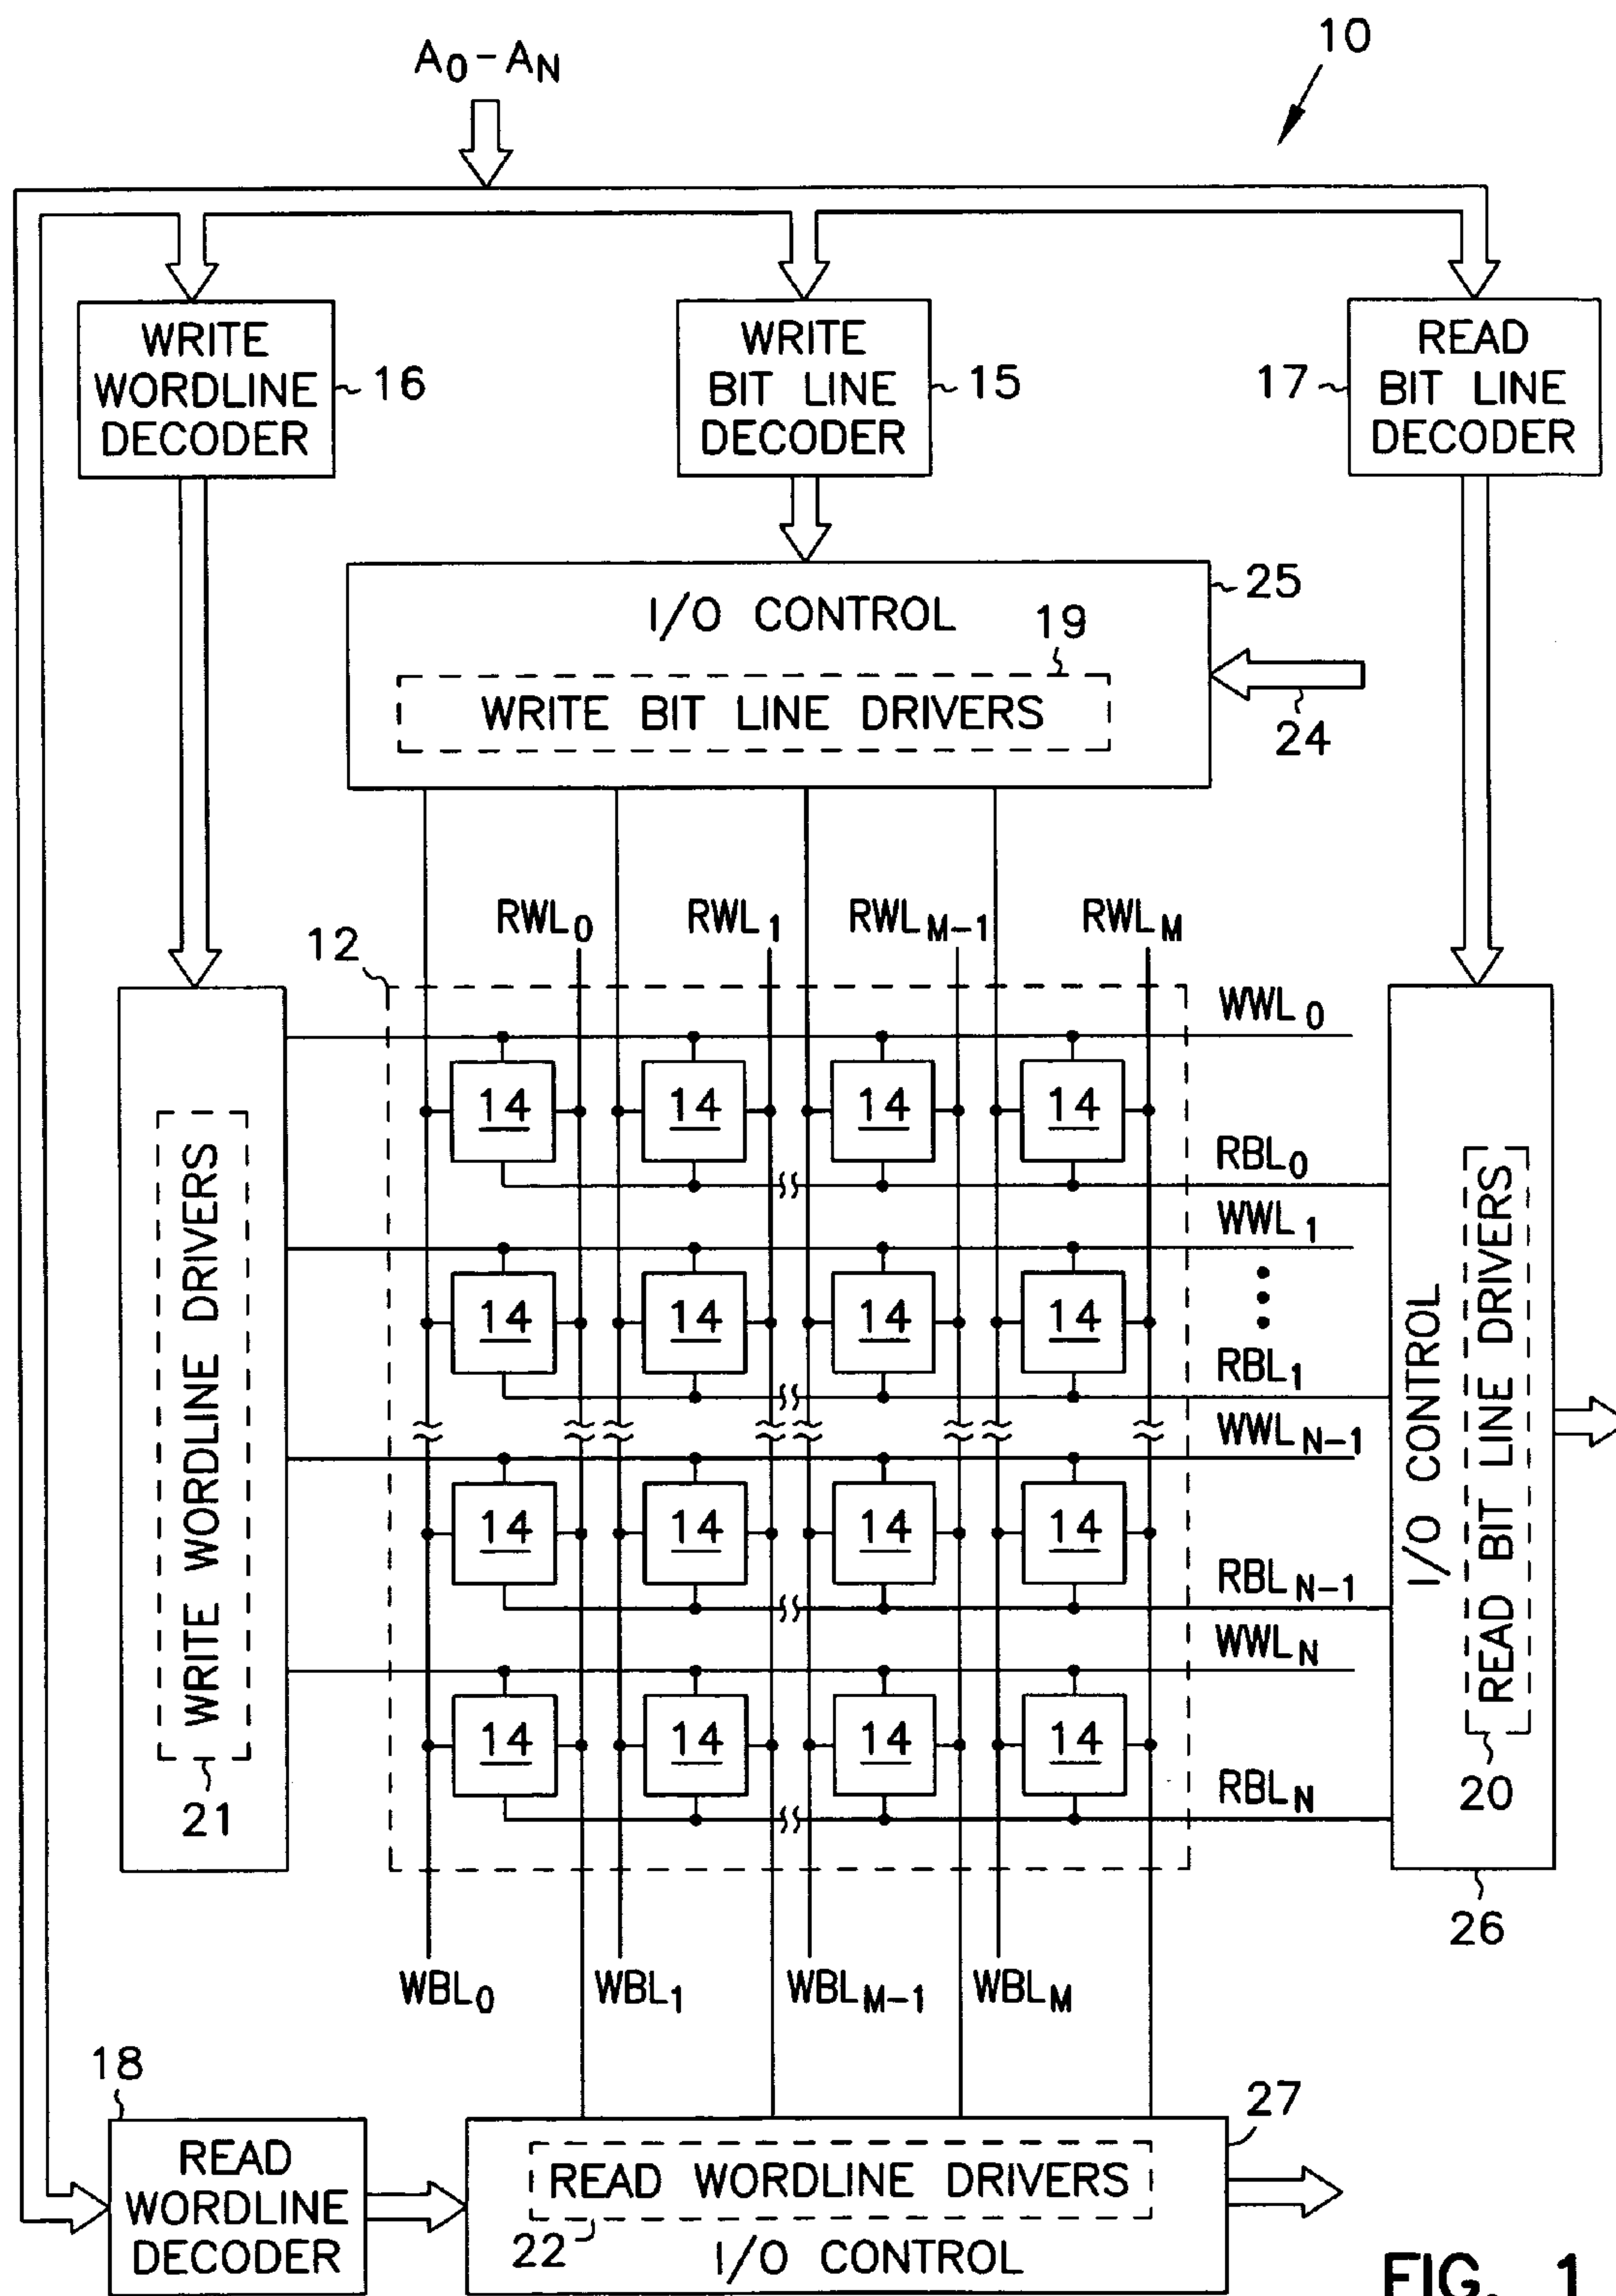 A0-AN
10
WRITE
WORDLINE
DECODER
16
WRITE
BIT LINE
DECODER
15
READ
BIT LINE
DECODER
17
I/O CONTROL
25
19
WRITE BIT LINE DRIVERS
24
RWL0
RWL1
RWLM-1
RWLM
12
WWL0
14 14 14 14
RBL0
WWL1
14 14 14 14
RBL1
WWLN-1
14 14 14 14
RBLN-1
WWLN
14 14 14 14
RBLN
WRITE WORDLINE DRIVERS
21
I/O CONTROL
READ BIT LINE DRIVERS
20
26
WBL0
WBL1
WBLM-1
WBLM
18
READ
WORDLINE
DECODER
27
READ WORDLINE DRIVERS
22
I/O CONTROL
FIG. 1